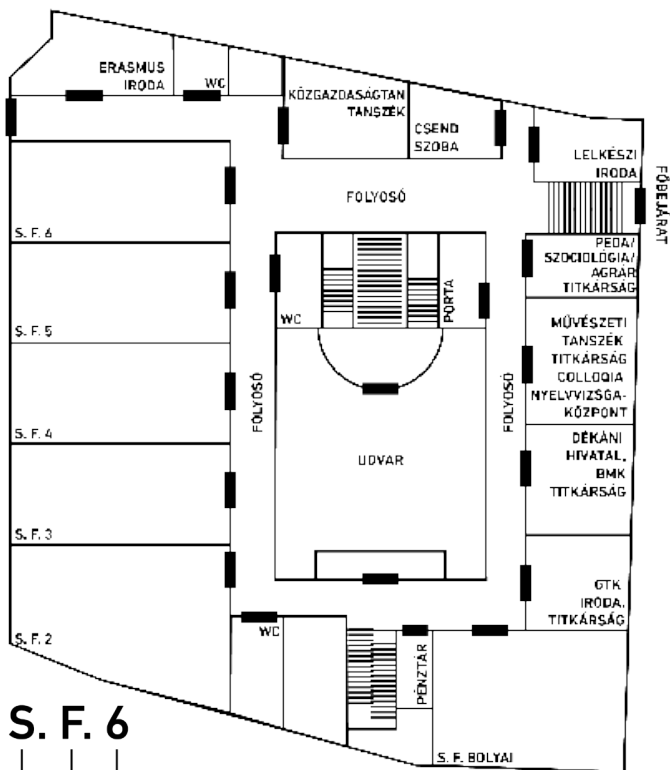 ERASMUS
IRODA
WC
KÖZGAZDASÁGTAN
TANSZÉK
CSEND
SZOBA
LELKÉSZI
IRODA
FŐBEJÁRAT
FOLYOSÓ
S. F. 6
PEDA/
SZOCIOLÓGIA/
AGRÁR
TITKÁRSÁG
WC
PORTA
S. F. 5
MŰVÉSZETI
TANSZÉK
TITKÁRSÁG
COLLOQIA
NYELVVIZSGA-
KÖZPONT
FOLYOSÓ
FOLYOSÓ
S. F. 4
UDVAR
DÉKÁNI
HIVATAL,
BMK
TITKÁRSÁG
S. F. 3
GTK
IRODA,
TITKÁRSÁG
S. F. 2
WC
PÉNZTÁR
S. F. BOLYAI
S. F. 6